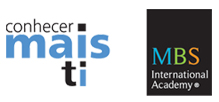 conhecer
mais
ti
MBS
International
Academy